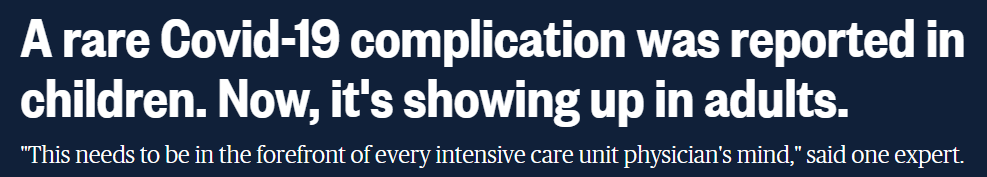 A rare Covid-19 complication was reported in
children. Now, it's showing up in adults.
"This needs to be in the forefront of every intensive care unit physician's mind," said one expert.